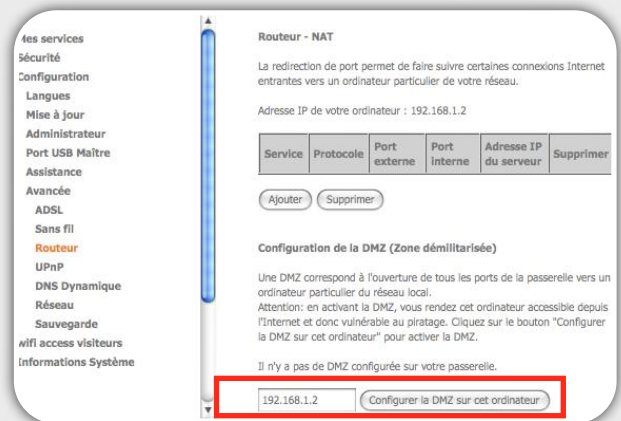 Mes services
Sécurité
Configuration
Langues
Mise à jour
Administrateur
Port USB Maître
Assistance
Avancée
ADSL
Sans fil
Routeur
UPnP
DNS Dynamique
Réseau
Sauvegarde
wifi access visiteurs
Informations Système
Routeur - NAT
La redirection de port permet de faire suivre certaines connexions Internet
entrantes vers un ordinateur particulier de votre réseau.
Adresse IP de votre ordinateur : 192.168.1.2
Service Protocole Port externe Port interne Adresse IP du serveur Supprimer
Ajouter Supprimer
Configuration de la DMZ (Zone démilitarisée)
Une DMZ correspond à l'ouverture de tous les ports de la passerelle vers un
ordinateur particulier du réseau local.
Attention: en activant la DMZ, vous rendez cet ordinateur accessible depuis
l'Internet et donc vulnérable au piratage. Cliquez sur le bouton "Configurer
la DMZ sur cet ordinateur" pour activer la DMZ.
Il n'y a pas de DMZ configurée sur votre passerelle.
192.168.1.2 Configurer la DMZ sur cet ordinateur